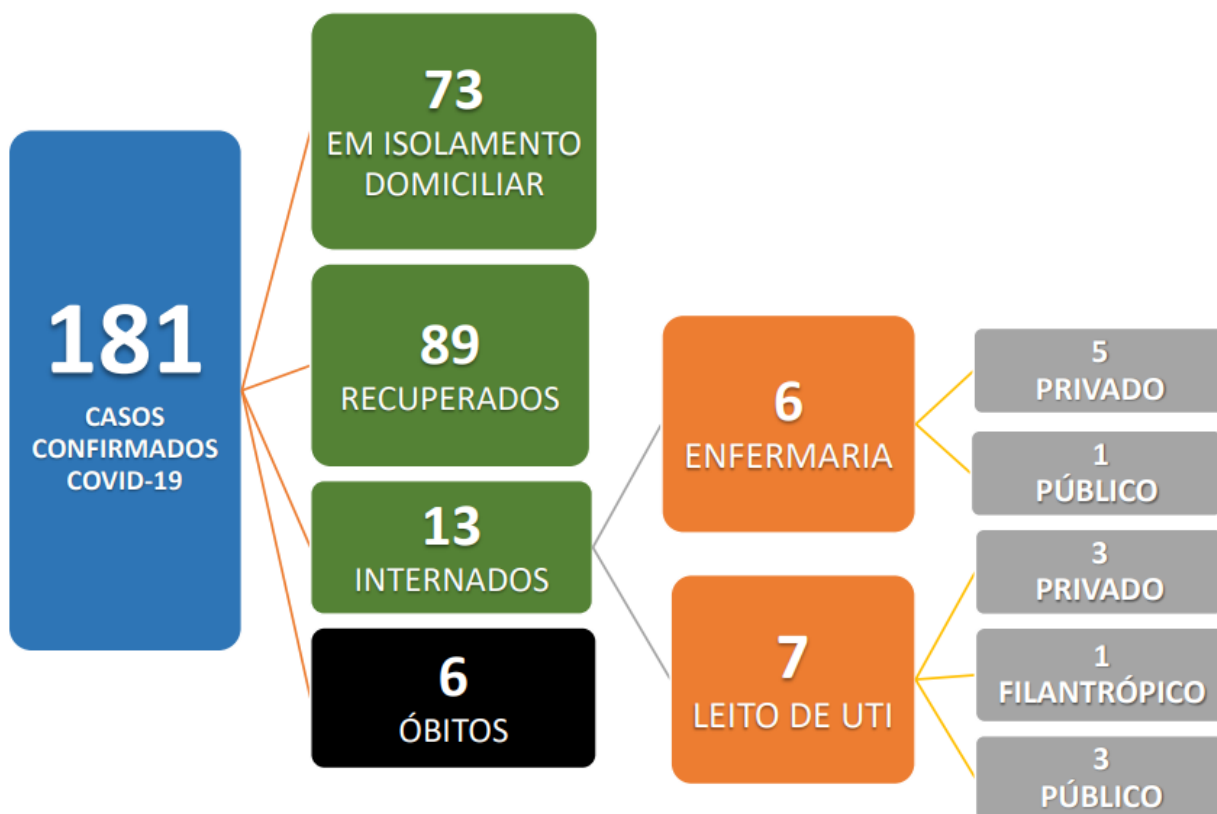 181
CASOS
CONFIRMADOS
COVID-19
73
EM ISOLAMENTO
DOMICILIAR
89
RECUPERADOS
13
INTERNADOS
6
ÓBITOS
6
ENFERMARIA
7
LEITO DE UTI
5
PRIVADO
1
PÚBLICO
3
PRIVADO
1
FILANTRÓPICO
3
PÚBLICO